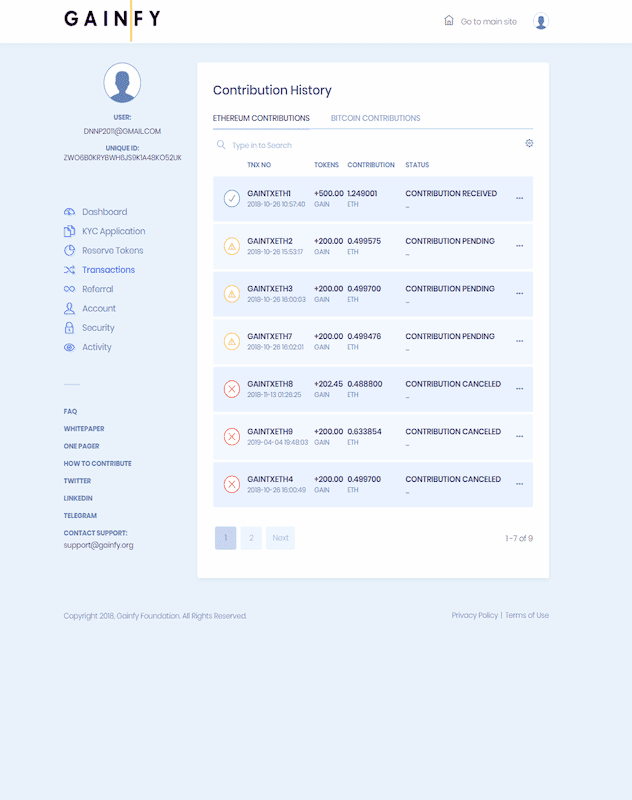 GAINFY
Go to main site
USER:
DNNP2011@GMAIL.COM
UNIQUE ID:
ZWO6B0KRYBWH6JS9K1A48KO52UK
Dashboard
KYC Application
Reserve Tokens
Transactions
Referral
Account
Security
Activity
FAQ
WHITEPAPER
ONE PAGER
HOW TO CONTRIBUTE
TWITTER
LINKEDIN
TELEGRAM
CONTACT SUPPORT:
support@gainfy.org
Contribution History
ETHEREUM CONTRIBUTIONS BITCOIN CONTRIBUTIONS
Type in to Search
TNX NO TOKENS CONTRIBUTION STATUS
GAINTXETH1 +500.00 1.249001 CONTRIBUTION RECEIVED ...
2018-10-26 10:57:40 GAIN ETH _
GAINTXETH2 +200.00 0.499575 CONTRIBUTION PENDING ...
2018-10-26 15:53:17 GAIN ETH _
GAINTXETH3 +200.00 0.499700 CONTRIBUTION PENDING ...
2018-10-26 16:00:03 GAIN ETH _
GAINTXETH7 +200.00 0.499476 CONTRIBUTION PENDING ...
2018-10-26 16:02:01 GAIN ETH _
GAINTXETH8 +202.45 0.488800 CONTRIBUTION CANCELED ...
2018-11-13 01:26:25 GAIN ETH _
GAINTXETH9 +200.00 0.633854 CONTRIBUTION CANCELED ...
2019-04-04 19:48:03 GAIN ETH _
GAINTXETH4 +200.00 0.499700 CONTRIBUTION CANCELED ...
2018-10-26 16:00:49 GAIN ETH _
1 2 Next 1-7 of 9
Copyright 2018, Gainfy Foundation. All Rights Reserved. Privacy Policy | Terms of Use